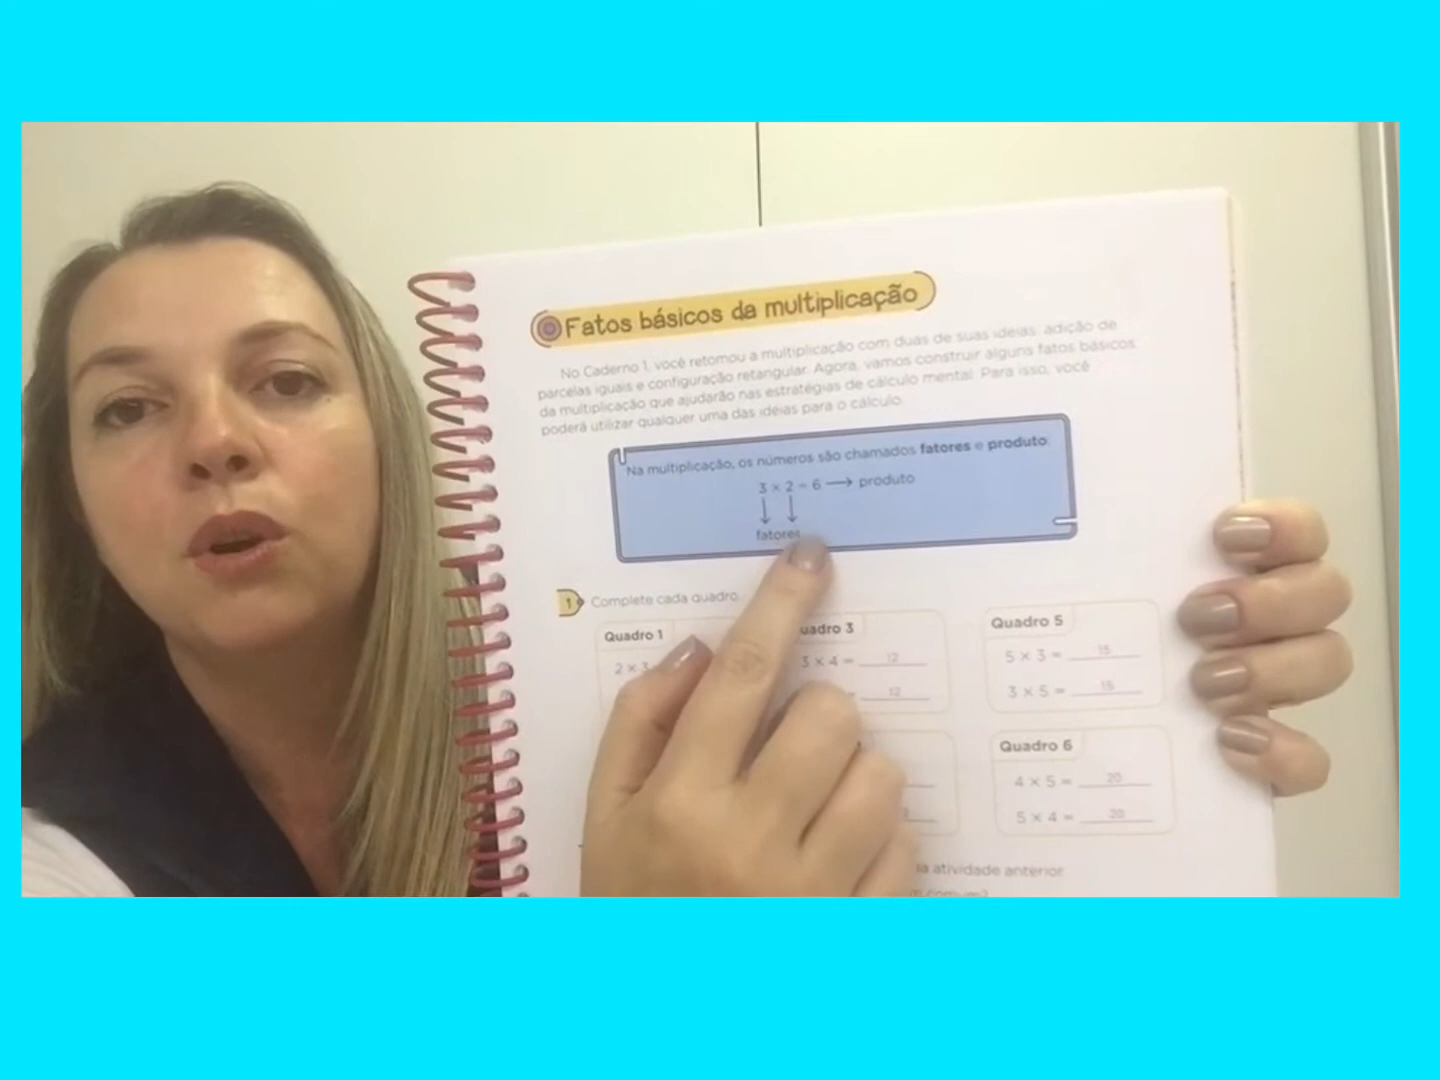 Fatos básicos da multiplicação
No Caderno 1, você retomou a multiplicação com duas de suas ideias: adição de
parcelas iguais e configuração retangular. Agora, vamos construir alguns fatos básicos
da multiplicação que ajudarão nas estratégias de cálculo mental. Para isso, você
poderá utilizar qualquer uma das ideias para o cálculo.
Na multiplicação, os números são chamados fatores e produto.
3 × 2 = 6 → produto
fatores
1 Complete cada quadro.
Quadro 1
2 × 3
uadro 3
3 × 4 = 12
= 12
Quadro 5
5 × 3 = 15
3 × 5 = 15
Quadro 6
4 × 5 = 20
5 × 4 = 20
atividade anterior